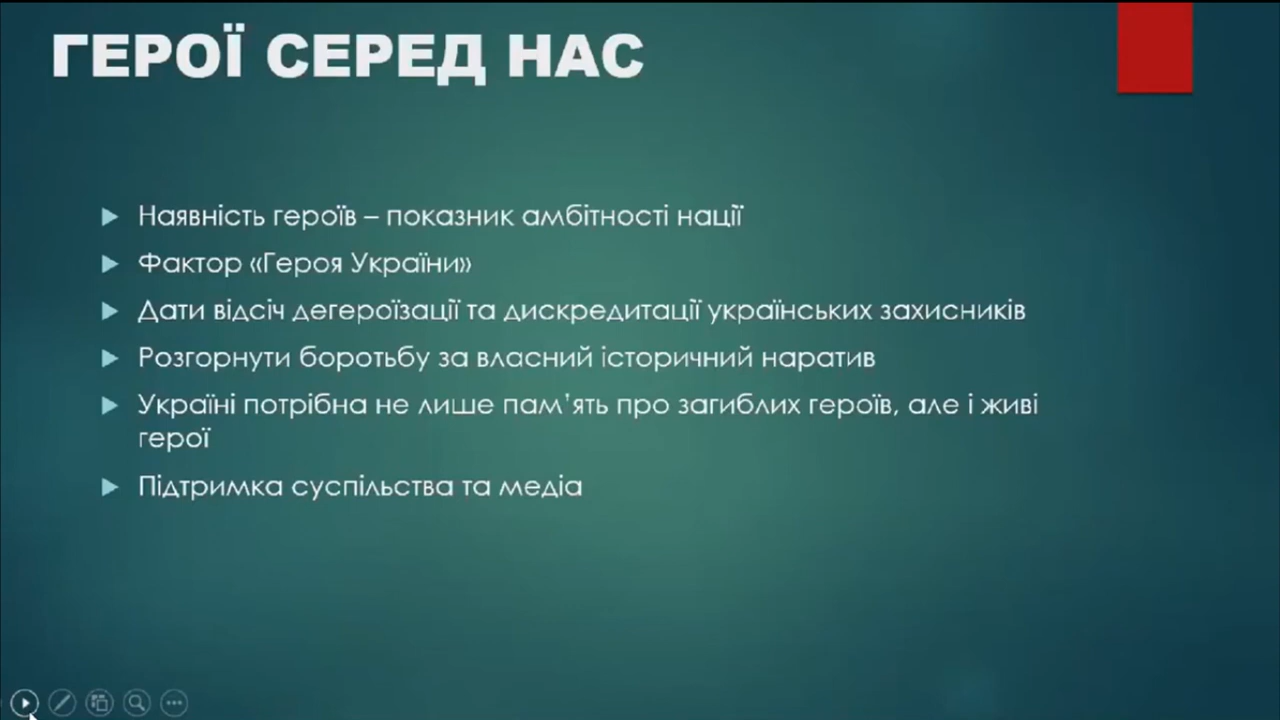 ГЕРОЇ СЕРЕД НАС
Наявність героїв – показник амбітності нації
Фактор «Героя України»
Дати відсіч дегероїзації та дискредитації українських захисників
Розгорнути боротьбу за власний історичний наратив
Україні потрібна не лише пам’ять про загиблих героїв, але і живі
герої
Підтримка суспільства та медіа